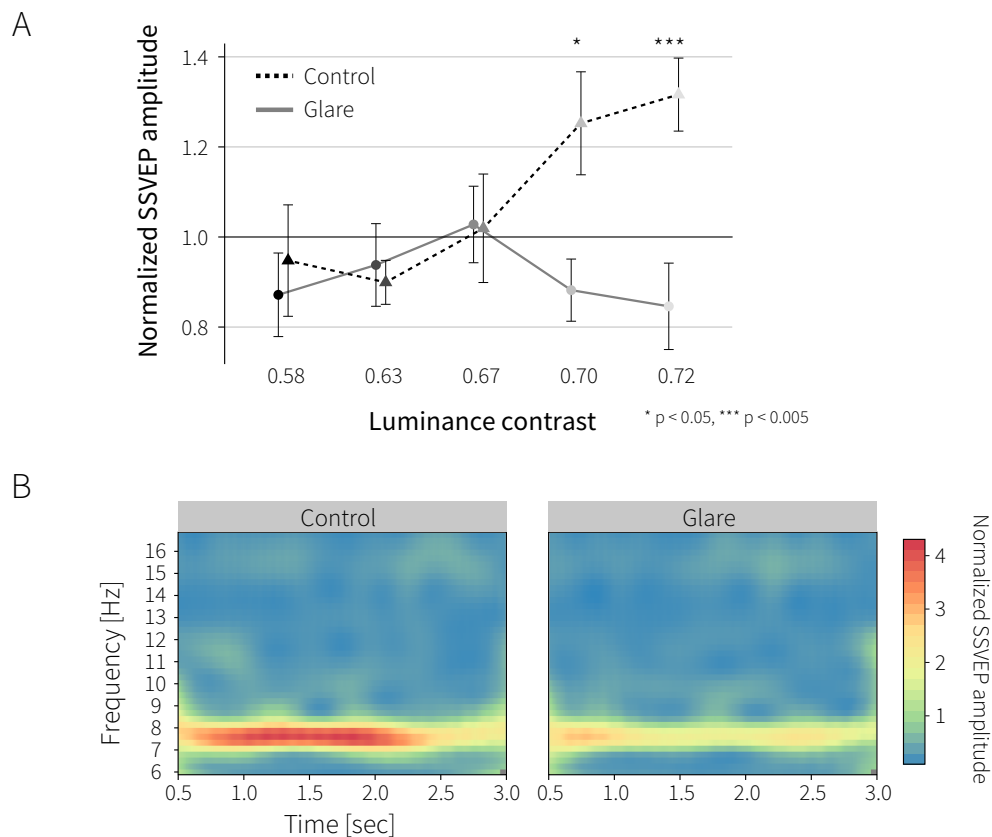 A
Normalized SSVEP amplitude
1.4
1.2
1.0
0.8
Control
Glare
*
***
0.58 0.63 0.67 0.70 0.72
Luminance contrast
* p < 0.05, *** p < 0.005
B
Control
Glare
Frequency [Hz]
16
15
14
13
12
11
10
9
8
7
6
0.5 1.0 1.5 2.0 2.5 3.0
0.5 1.0 1.5 2.0 2.5 3.0
Time [sec]
4
3
2
1
Normalized SSVEP amplitude